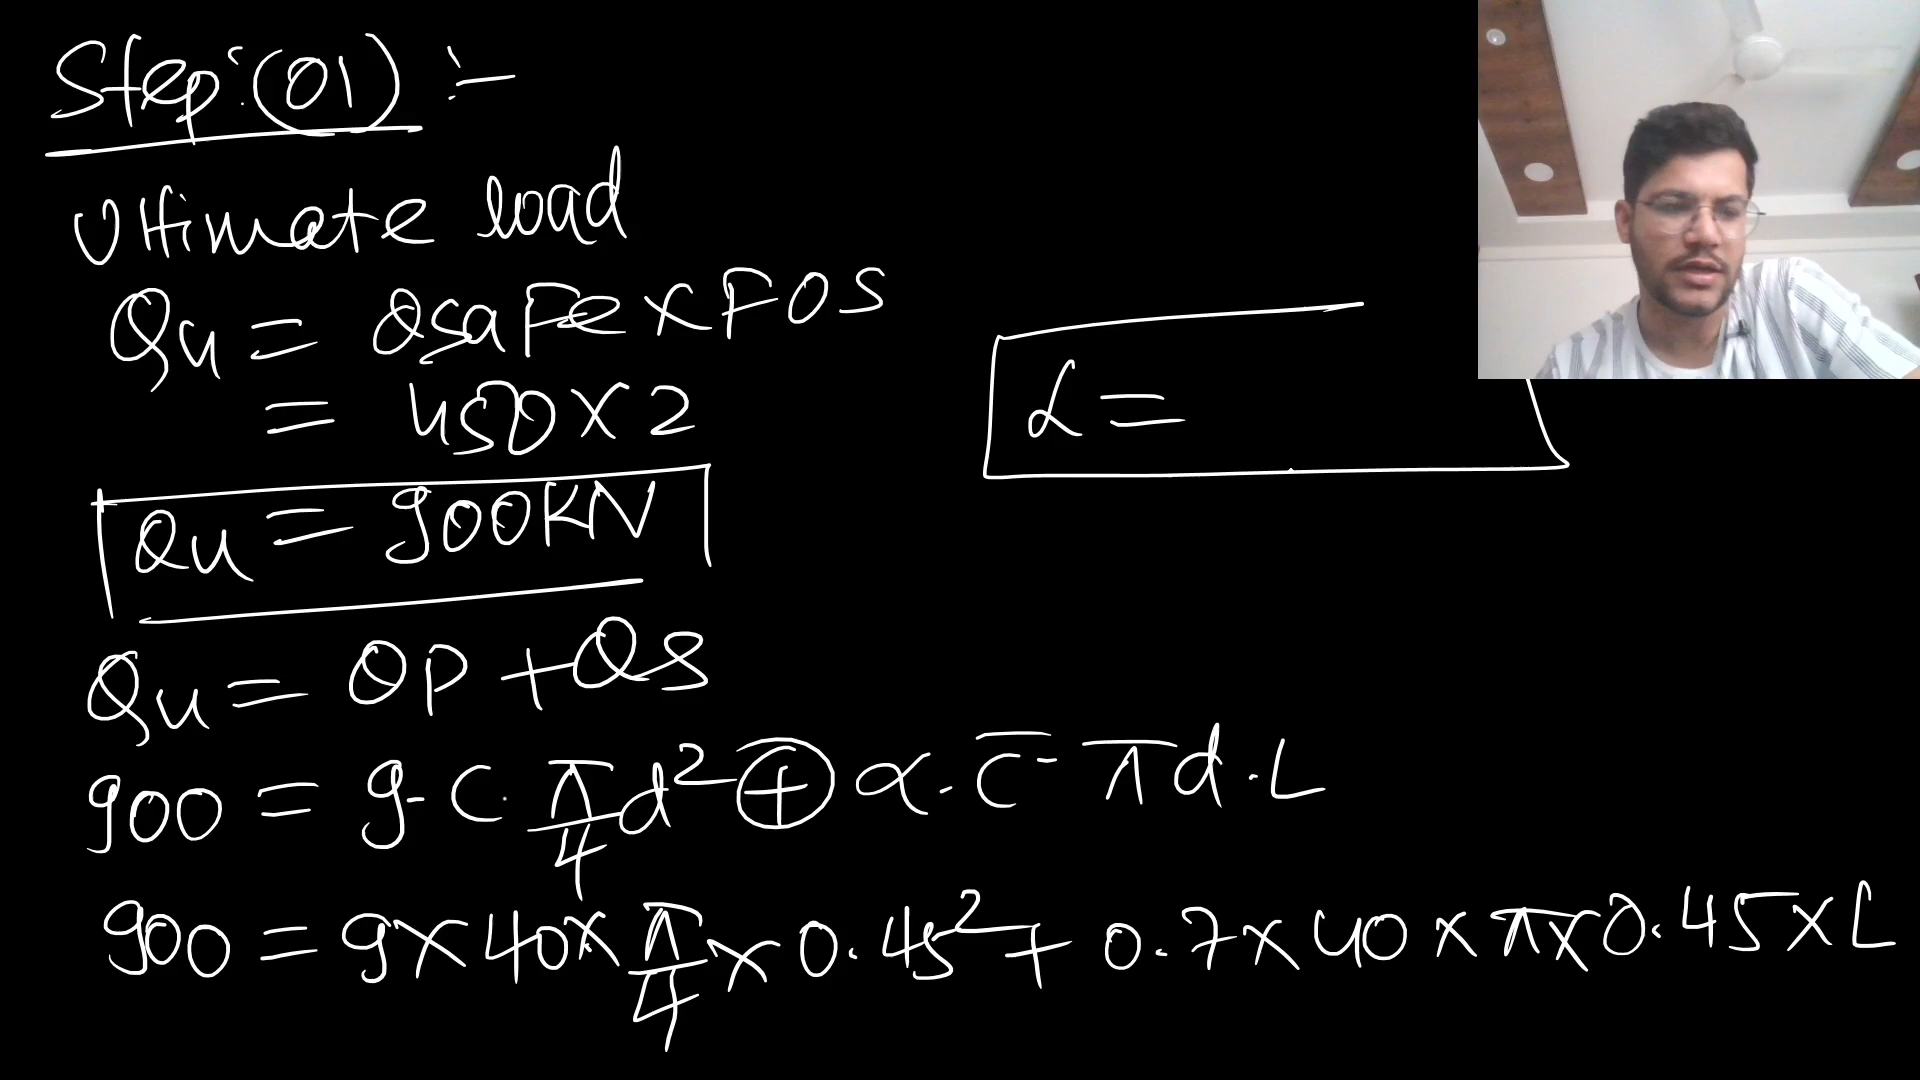 Step: (01) :-
Ultimate load
Qu = Qsafe x FOS
= 450 x 2
Qu = 900KN
L =
Qu = QP + QS
900 = 9. C. π/4 d² + α. c̄ π d. L
900 = 9 x 40 x π/4 x 0.45² + 0.7 x 40 x π x 0.45 x L